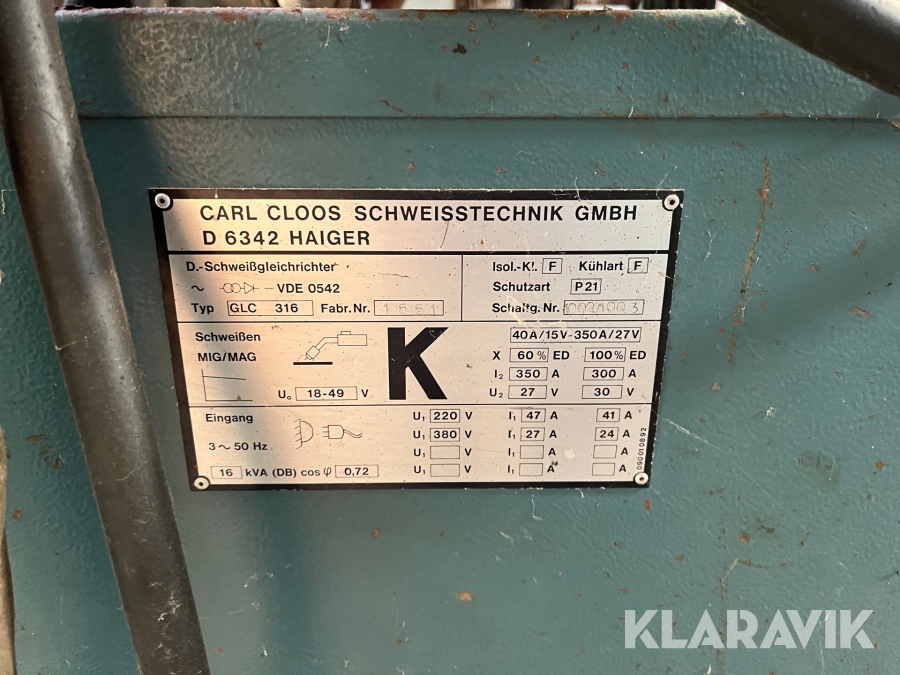 CARL CLOOS SCHWEISSTECHNIK GMBH
D 6342 HAIGER
D.-Schweißgleichrichter
~ VDE 0542
Typ GLC 316 Fabr.Nr. 1551
Isol.-Kl. F Kühlart F
Schutzart P21
Schaltg. Nr.
Schweißen
MIG/MAG
U₀ 18-49 V
K
40A/15V-350A/27V
X 60% ED 100% ED
I₂ 350 A 300 A
U₂ 27 V 30 V
Eingang
3~50 Hz
16 kVA (DB) cos φ 0,72
U₁ 220 V I₁ 47 A 41 A
U₁ 380 V I₁ 27 A 24 A
U₁ V I₁ A A
U₁ V I₁ A A
090010892
KLARAVIK